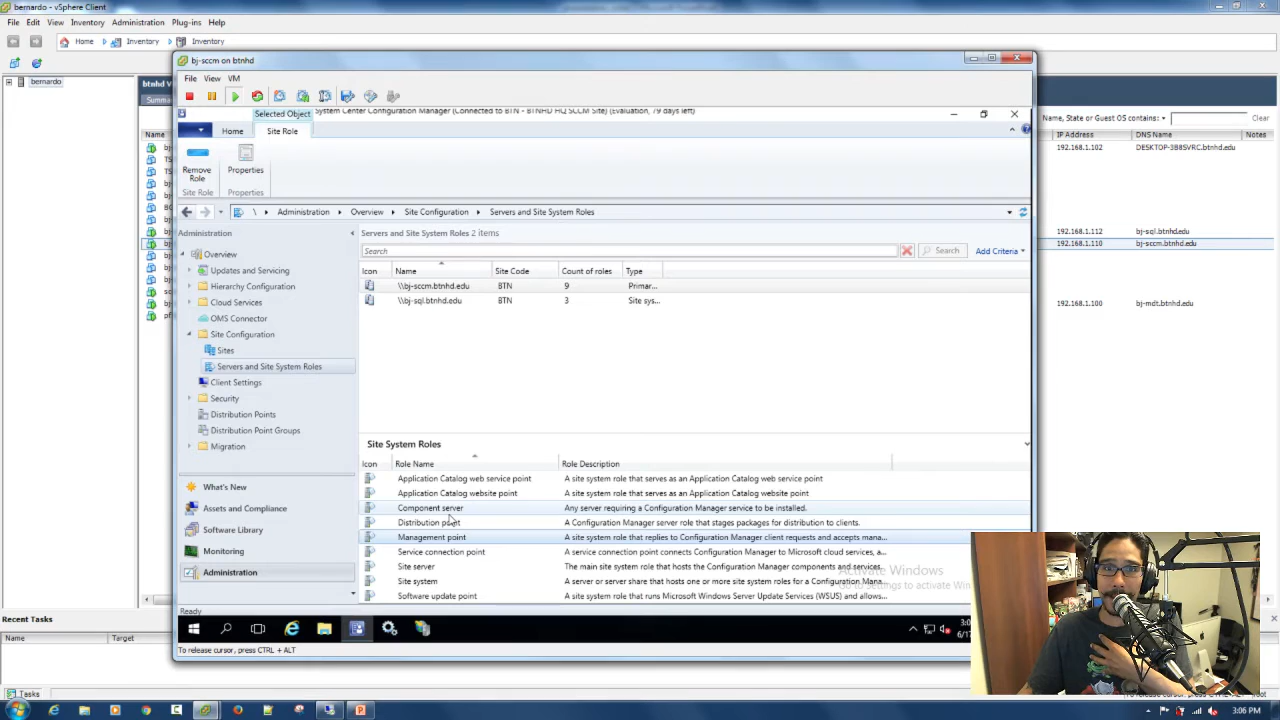 bernardo - vSphere Client
File Edit View Inventory Administration Plug-ins Help
Home Inventory Inventory
bernardo
btnhd V
Summar
Name
bj-sccm on btnhd
File View VM
Selected Object System Center Configuration Manager (Connected to BTN - BTNHD HQ SCCM Site) (Evaluation, 79 days left)
Home Site Role
Remove Role
Properties
Site Role Properties
\ Administration Overview Site Configuration Servers and Site System Roles
Administration
Overview
Updates and Servicing
Hierarchy Configuration
Cloud Services
OMS Connector
Site Configuration
Sites
Servers and Site System Roles
Client Settings
Security
Distribution Points
Distribution Point Groups
Migration
What's New
Assets and Compliance
Software Library
Monitoring
Administration
Servers and Site System Roles 2 items
Search Search Add Criteria
Icon Name Site Code Count of roles Type
\\bj-sccm.btnhd.edu BTN 9 Primar...
\\bj-sql.btnhd.edu BTN 3 Site sys...
Site System Roles
Icon Role Name Role Description
Application Catalog web service point A site system role that serves as an Application Catalog web service point
Application Catalog website point A site system role that serves as an Application Catalog website point
Component server Any server requiring a Configuration Manager service to be installed.
Distribution point A Configuration Manager server role that stages packages for distribution to clients.
Management point A site system role that replies to Configuration Manager client requests and accepts mana...
Service connection point A service connection point connects Configuration Manager to Microsoft cloud services, a...
Site server The main site system role that hosts the Configuration Manager components and services.
Site system A server or server share that hosts one or more site system roles for a Configuration Mana...
Software update point A site system role that runs Microsoft Windows Server Update Services (WSUS) and allows...
Activate Windows
Ready
To release cursor, press CTRL + ALT
Name, State or Guest OS contains: Clear
IP Address DNS Name Notes
192.168.1.102 DESKTOP-3B8SVRC.btnhd.edu
192.168.1.112 bj-sql.btnhd.edu
192.168.1.110 bj-sccm.btnhd.edu
192.168.1.100 bj-mdt.btnhd.edu
Recent Tasks
Name Target
Tasks
3:06 PM